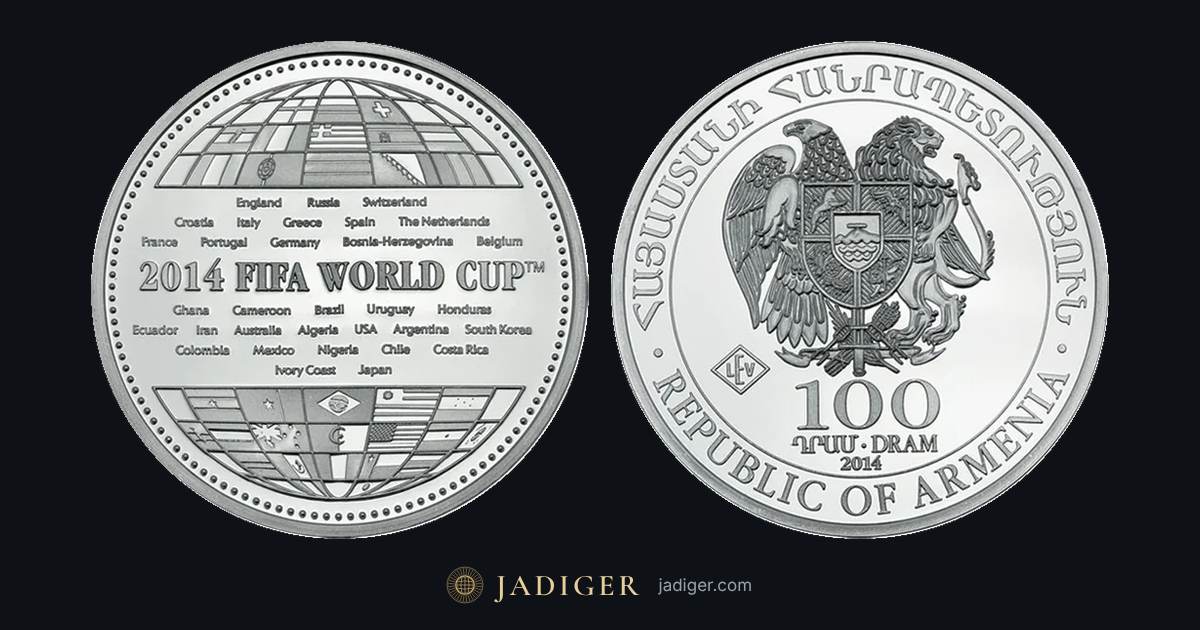 England Russia Switzerland
Croatia Italy Greece Spain The Netherlands
France Portugal Germany Bosnia-Herzegovina Belgium
2014 FIFA WORLD CUP™
Ghana Cameroon Brazil Uruguay Honduras
Ecuador Iran Australia Algeria USA Argentina South Korea
Colombia Mexico Nigeria Chile Costa Rica
Ivory Coast Japan
ՀԱՅԱՍՏԱՆԻ ՀԱՆՐԱՊԵՏՈՒԹՅՈՒՆ
LEV
100
ԴՐԱՄ · DRAM
2014
· REPUBLIC OF ARMENIA ·
JADIGER jadiger.com